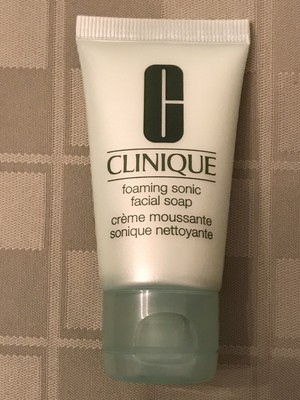 C
CLINIQUE
foaming sonic
facial soap
crème moussante
sonique nettoyante